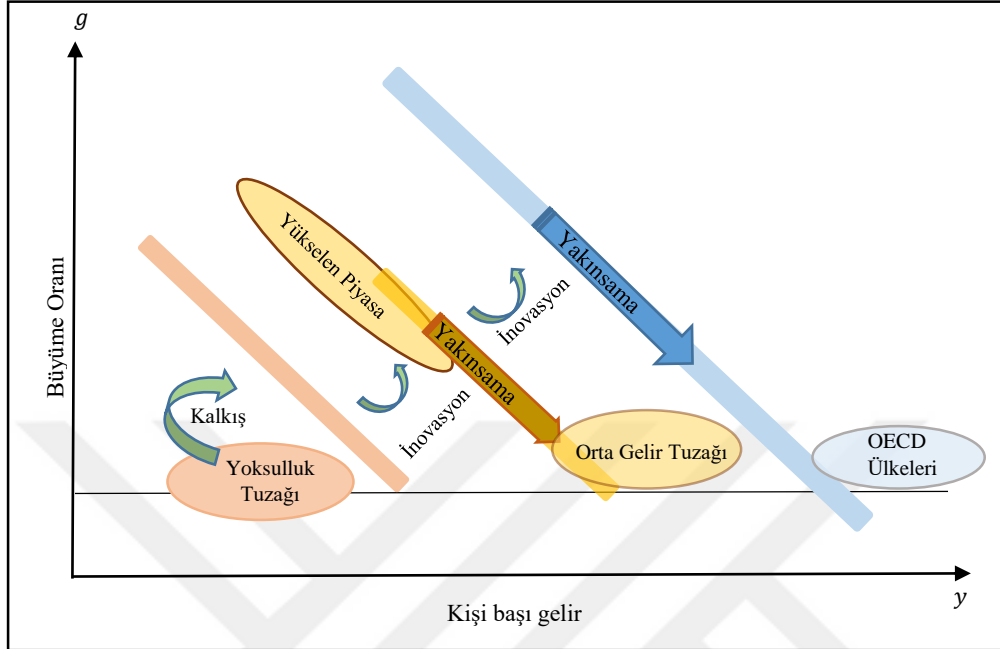 g
Büyüme Oranı
Yükselen Piyasa
Yakınsama
İnovasyon
Yakınsama
İnovasyon
Kalkış
Yoksulluk
Tuzağı
Orta Gelir Tuzağı
OECD
Ülkeleri
Kişi başı gelir
y